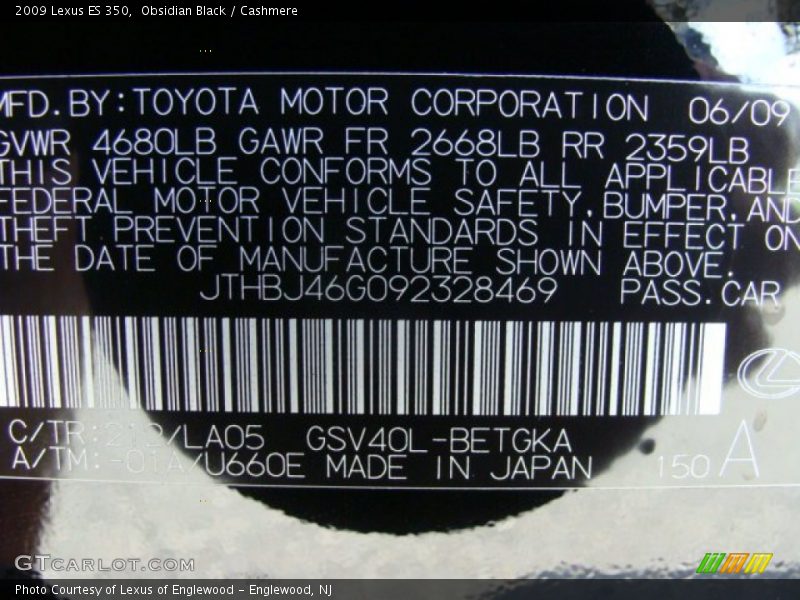 2009 Lexus ES 350,  Obsidian Black / Cashmere
MFD.BY:TOYOTA MOTOR CORPORATION 06/09
GVWR 4680LB GAWR FR 2668LB RR 2359LB
THIS VEHICLE CONFORMS TO ALL APPLICABLE
FEDERAL MOTOR VEHICLE SAFETY,BUMPER,AND
THEFT PREVENTION STANDARDS IN EFFECT ON
THE DATE OF MANUFACTURE SHOWN ABOVE.
JTHBJ46G092328469 PASS.CAR
C/TR:212/LA05 GSV40L-BETGKA
A/TM:-01A/U660E MADE IN JAPAN 150 A
GTCARLOT.COM
Photo Courtesy of Lexus of Englewood - Englewood, NJ